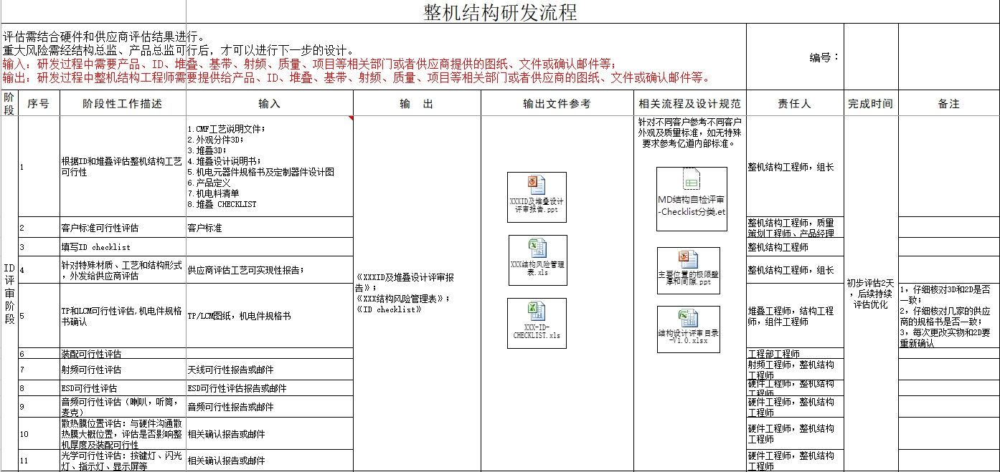 整机结构研发流程
评估需结合硬件和供应商评估结果进行。
重大风险需经结构总监、产品总监可行后，才可以进行下一步的设计。
输入：研发过程中需要产品、ID、堆叠、基带、射频、质量、项目等相关部门或者供应商提供的图纸、文件或确认邮件等；
输出：研发过程中整机结构工程师需要提供给产品、ID、堆叠、基带、射频、质量、项目等相关部门或者供应商的图纸、文件或确认邮件等。
编号：
阶段 序号 阶段性工作描述 输入 输 出 输出文件参考 相关流程及设计规范 责任人 完成时间 备注
ID评审阶段
1
根据ID和堆叠评估整机结构工艺
可行性
1.CMF工艺说明文件；
2.外观分件3D；
3.堆叠3D；
4.堆叠设计说明书；
5.机电元器件规格书及定制器件设计图
6.产品定义
7.机电料清单
8.堆叠 CHECKLIST
整机结构工程师，组长
2
客户标准可行性评估
客户标准
整机结构工程师，质量
策划工程师、产品经理
3
填写ID checklist
整机结构工程师
4
针对特殊材质、工艺和结构形式
，外发给供应商评估
供应商评估工艺可实现性报告；
整机结构工程师，组长
5
TP和LCM可行性评估,机电件规格
书确认
TP/LCM图纸，机电件规格书
堆叠工程师，结构工程
师，组件工程师
1，仔细核对3D和2D是否
一致；
2，仔细核对几家的供应
商的规格书是否一致；
3，每次更改实物和2D要
重新确认
6
装配可行性评估
工程部工程师
7
射频可行性评估
天线可行性报告或邮件
射频工程师，整机结构
工程师
8
ESD可行性评估
ESD可行性评估报告或邮件
硬件工程师，整机结构
工程师
9
音频可行性评估（喇叭，听筒，
麦克）
音频可行性报告或邮件
硬件工程师，整机结构
工程师
10
散热膜位置评估：与硬件沟通散
热膜大概位置，评估是否影响整
机厚度及装配可行性
相关确认报告或邮件
硬件工程师，整机结构
工程师
11
光学可行性评估：按键灯、闪光
灯、指示灯、显示屏等
相关确认报告或邮件
硬件工程师，整机结构
工程师
《XXXID及堆叠设计评审报
告》；
《XXX结构风险管理表》；
《ID checklist》
XXXID及堆叠设计
评审报告.ppt
XXX结构风险管理
表.xls
XXX-ID-
CHECKLIST.xls
针对不同客户参考不同客户
外观及质量标准，如无特殊
要求参考亿道内部标准。
MD结构自检评审
-Checklist分类.et
主要位置的极限壁
厚和间隙.ppt
结构设计评审目录
-V1.0.xlsx
初步评估2天
，后续持续
评估优化